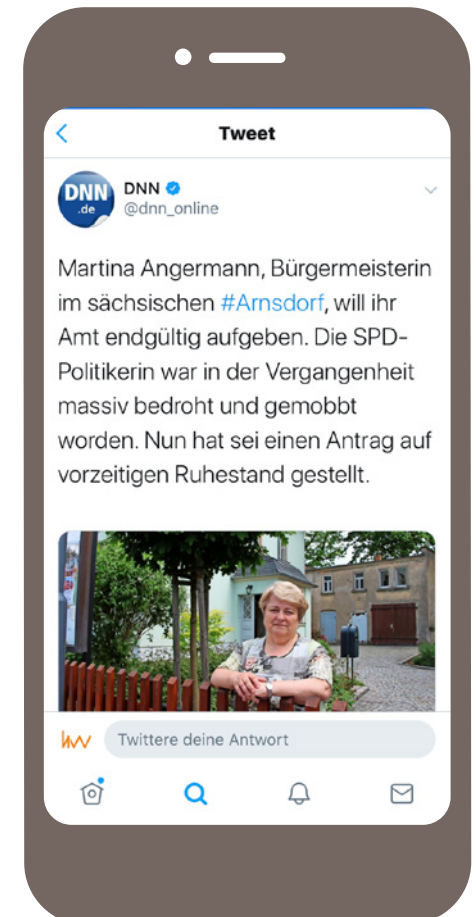 Tweet
DNN
.de
DNN
@dnn_online
Martina Angermann, Bürgermeisterin
im sächsischen #Arnsdorf, will ihr
Amt endgültig aufgeben. Die SPD-
Politikerin war in der Vergangenheit
massiv bedroht und gemobbt
worden. Nun hat sei einen Antrag auf
vorzeitigen Ruhestand gestellt.
Twittere deine Antwort